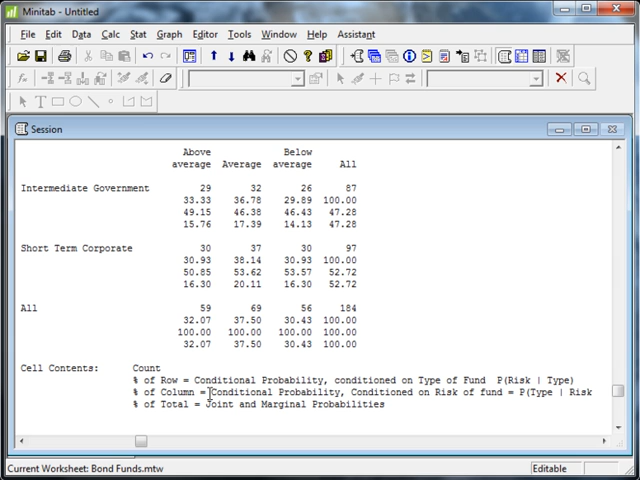 Minitab - Untitled
File Edit Data Calc Stat Graph Editor Tools Window Help Assistant
Session
Above Below
average Average average All
Intermediate Government 29 32 26 87
33.33 36.78 29.89 100.00
49.15 46.38 46.43 47.28
15.76 17.39 14.13 47.28
Short Term Corporate 30 37 30 97
30.93 38.14 30.93 100.00
50.85 53.62 53.57 52.72
16.30 20.11 16.30 52.72
All 59 69 56 184
32.07 37.50 30.43 100.00
100.00 100.00 100.00 100.00
32.07 37.50 30.43 100.00
Cell Contents: Count
% of Row = Conditional Probability, conditioned on Type of Fund P(Risk | Type)
% of Column = Conditional Probability, Conditioned on Risk of fund = P(Type | Risk
% of Total = Joint and Marginal Probabilities
Current Worksheet: Bond Funds.mtw Editable